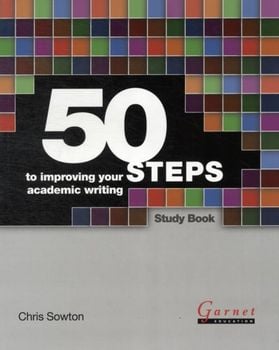 50
STEPS
to improving your
academic writing
Study Book
Chris Sowton
Garnet
EDUCATION